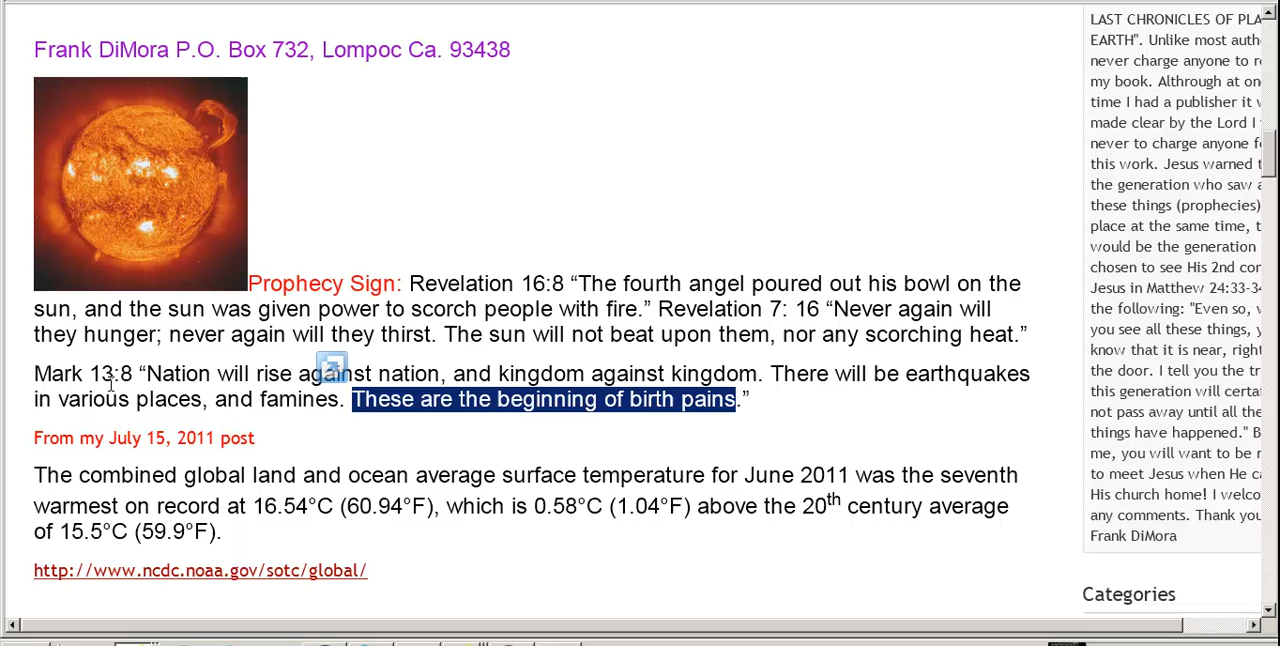 Frank DiMora P.O. Box 732, Lompoc Ca. 93438
Prophecy Sign: Revelation 16:8 “The fourth angel poured out his bowl on the
sun, and the sun was given power to scorch people with fire.” Revelation 7: 16 “Never again will
they hunger; never again will they thirst. The sun will not beat upon them, nor any scorching heat.”
Mark 13:8 “Nation will rise against nation, and kingdom against kingdom. There will be earthquakes
in various places, and famines. These are the beginning of birth pains.”
From my July 15, 2011 post
The combined global land and ocean average surface temperature for June 2011 was the seventh
warmest on record at 16.54°C (60.94°F), which is 0.58°C (1.04°F) above the 20th century average
of 15.5°C (59.9°F).
http://www.ncdc.noaa.gov/sotc/global/
LAST CHRONICLES OF PLA
EARTH". Unlike most auth
never charge anyone to r
my book. Althrough at on
time I had a publisher it
made clear by the Lord I
never to charge anyone f
this work. Jesus warned t
the generation who saw a
these things (prophecies)
place at the same time, t
would be the generation
chosen to see His 2nd co
Jesus in Matthew 24:33-34
the following: "Even so,
you see all these things, y
know that it is near, right
the door. I tell you the tr
this generation will certai
not pass away until all the
things have happened." B
me, you will want to be r
to meet Jesus when He ca
His church home! I welco
any comments. Thank you
Frank DiMora
Categories